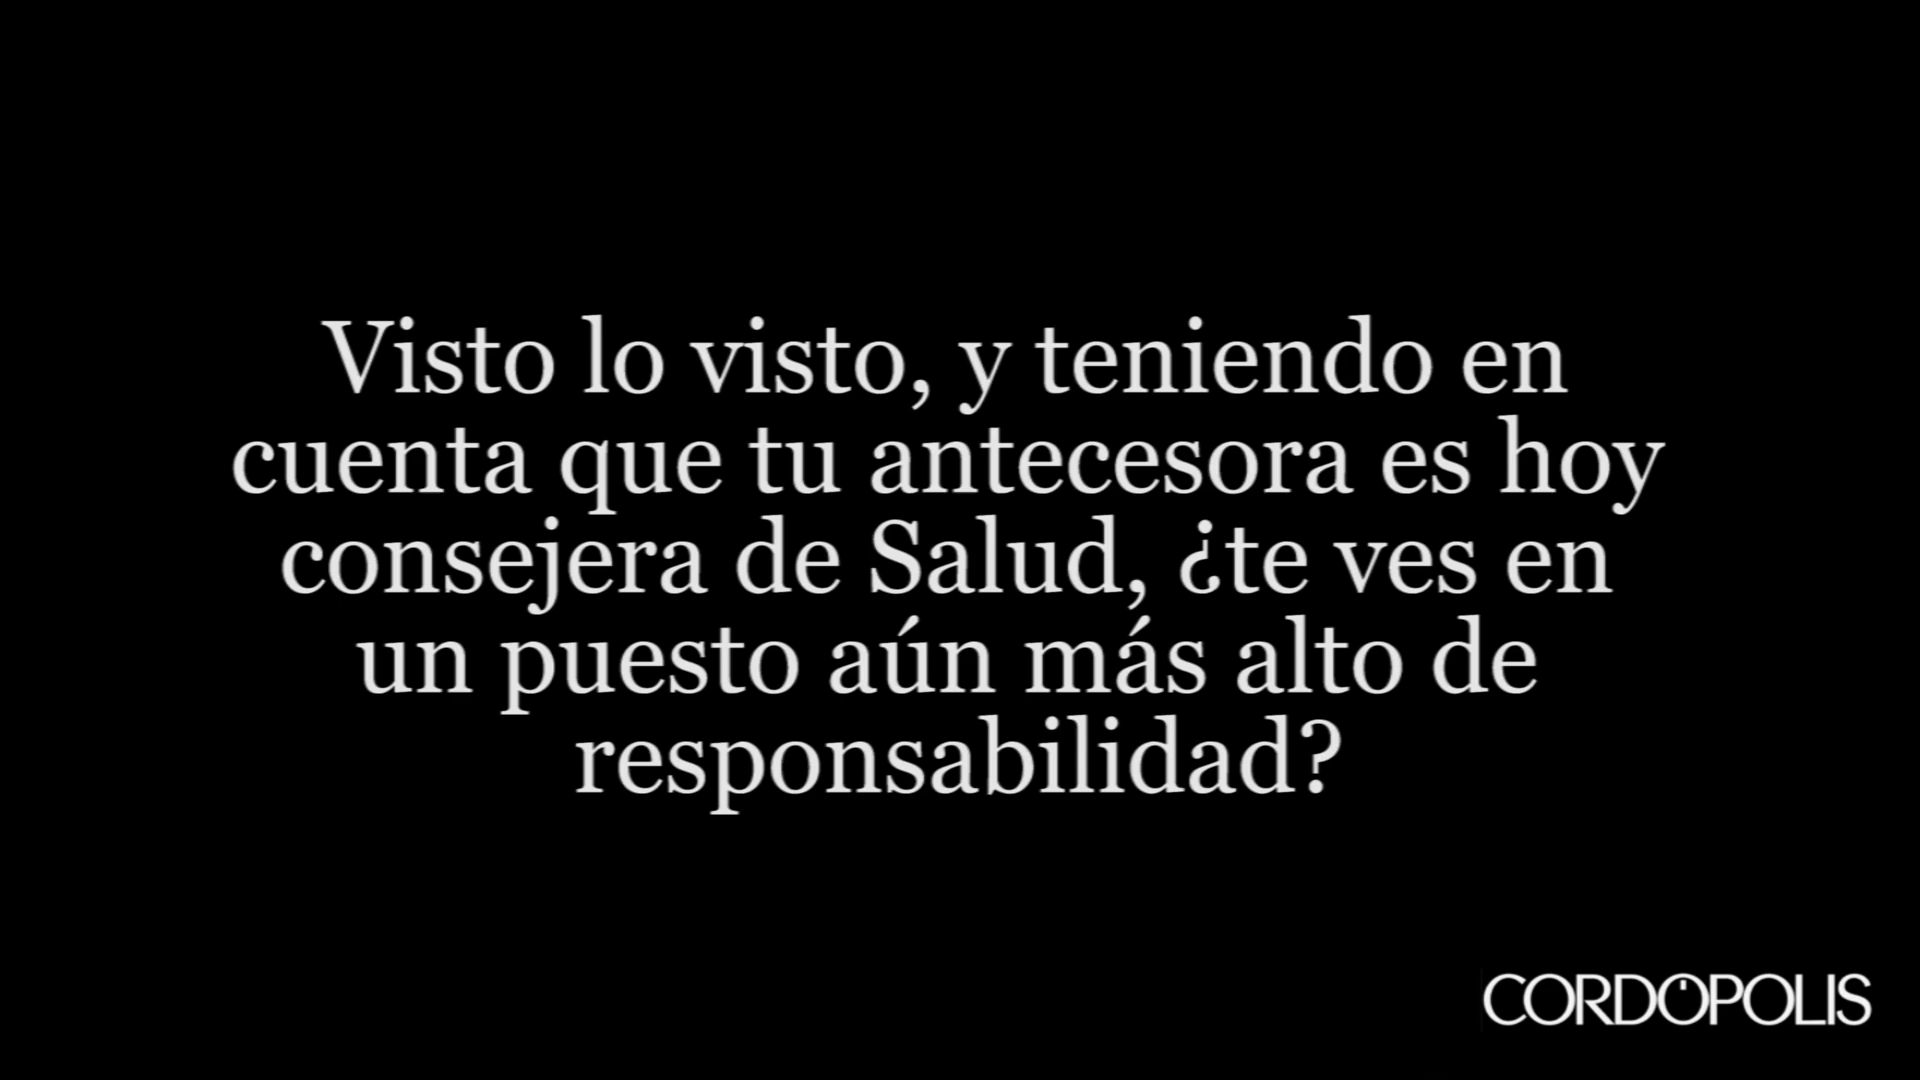 Visto lo visto, y teniendo en
cuenta que tu antecesora es hoy
consejera de Salud, ¿te ves en
un puesto aún más alto de
responsabilidad?
CORDÓPOLIS